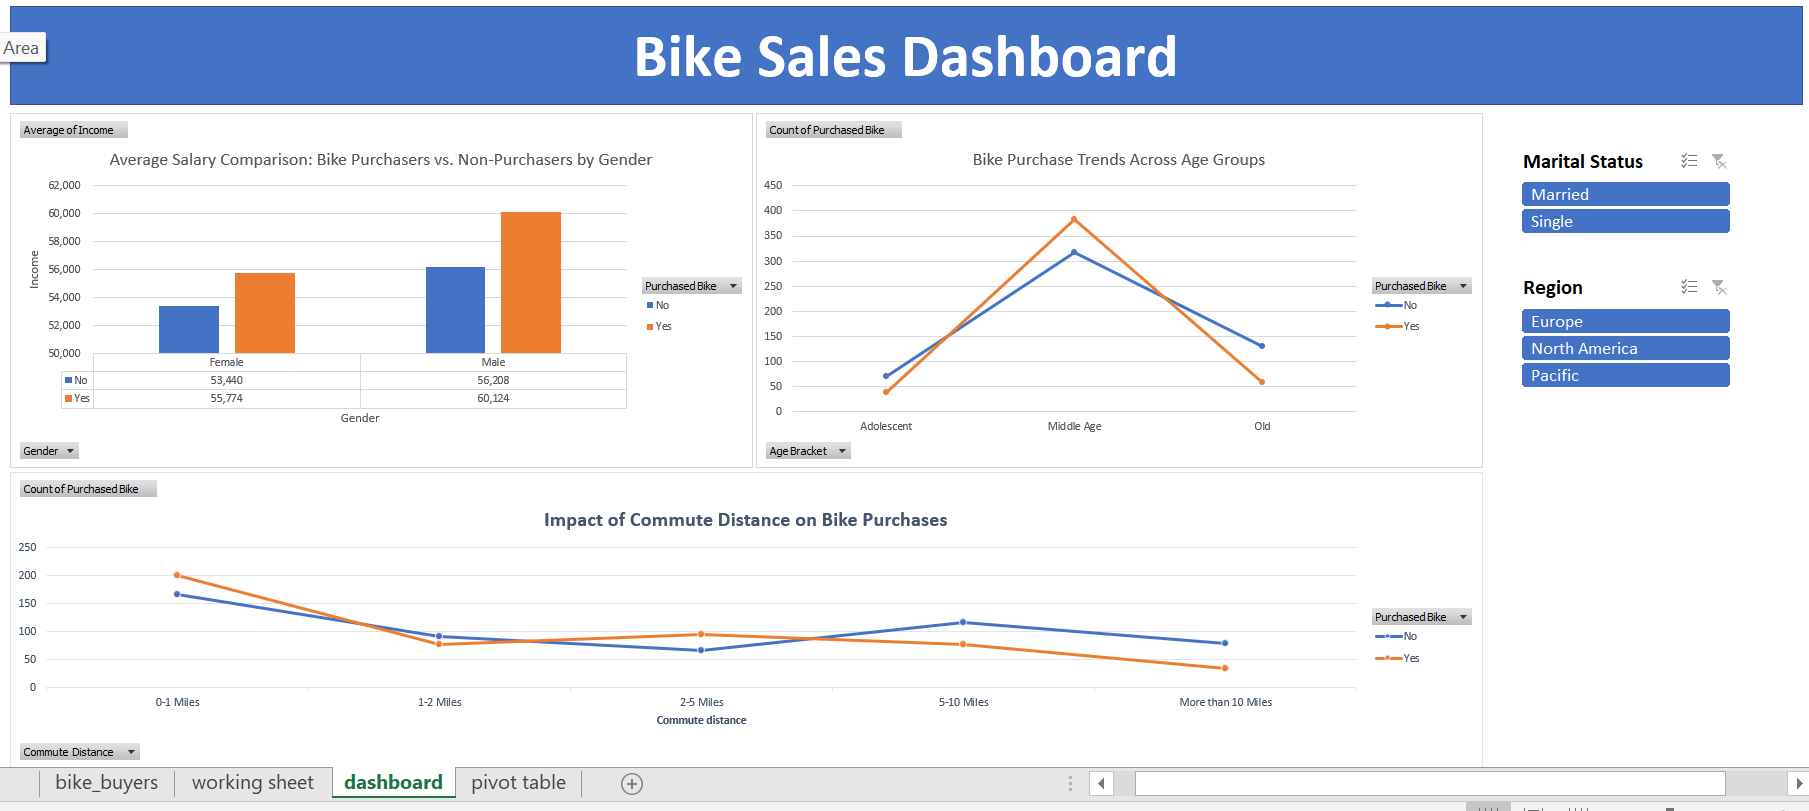 Bike Sales Dashboard
Area
Average of Income
Average Salary Comparison: Bike Purchasers vs. Non-Purchasers by Gender
62,000
60,000
58,000
56,000
54,000
52,000
50,000
Income
Female Male
No 53,440 56,208
Yes 55,774 60,124
Gender
Purchased Bike
No
Yes
Gender
Count of Purchased Bike
Bike Purchase Trends Across Age Groups
450
400
350
300
250
200
150
100
50
0
Adolescent Middle Age Old
Purchased Bike
No
Yes
Age Bracket
Marital Status
Married
Single
Region
Europe
North America
Pacific
Count of Purchased Bike
Impact of Commute Distance on Bike Purchases
250
200
150
100
50
0
0-1 Miles 1-2 Miles 2-5 Miles 5-10 Miles More than 10 Miles
Commute distance
Purchased Bike
No
Yes
Commute Distance
bike_buyers working sheet dashboard pivot table